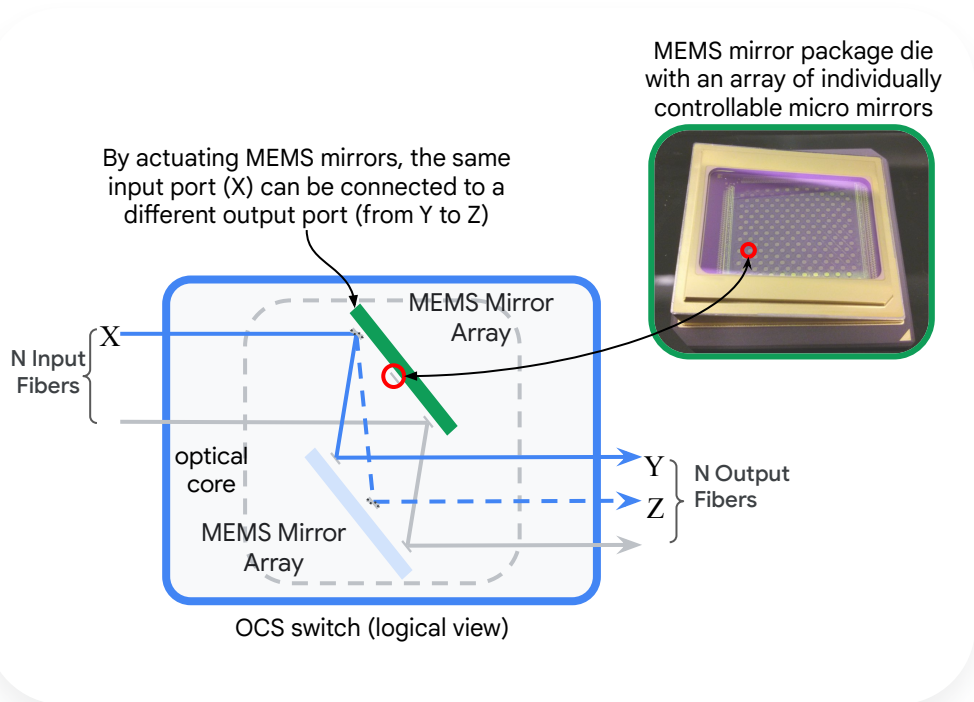 MEMS mirror package die
with an array of individually
controllable micro mirrors
By actuating MEMS mirrors, the same
input port (X) can be connected to a
different output port (from Y to Z)
MEMS Mirror
Array
X
N Input
Fibers
optical
core
Y
Z
N Output
Fibers
MEMS Mirror
Array
OCS switch (logical view)